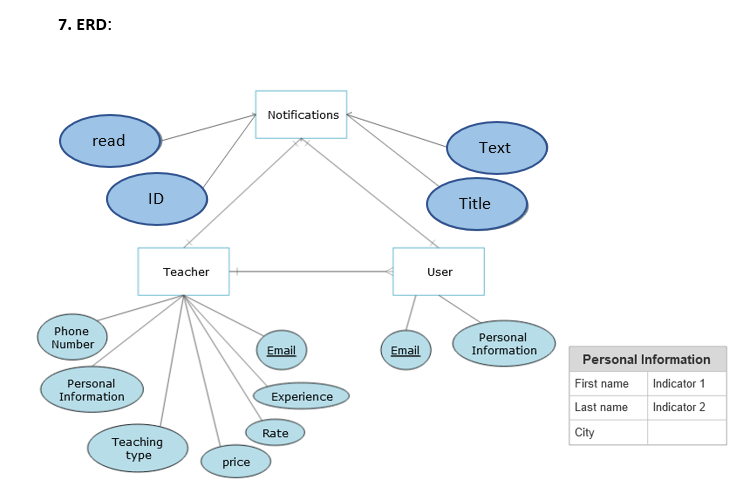 7. ERD:
Notifications
read
Text
ID
Title
Teacher
User
Phone
Number
Email
Email
Personal
Information
Personal
Information
Experience
Teaching
type
Rate
price
Personal Information
First name Indicator 1
Last name Indicator 2
City